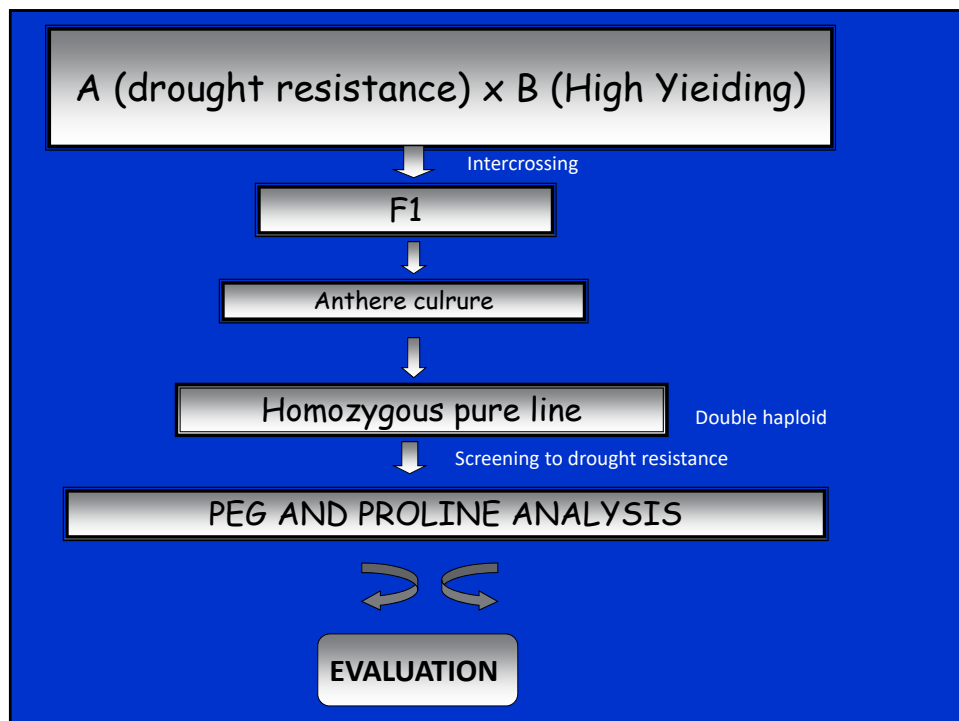 A (drought resistance) x B (High Yieiding)
Intercrossing
F1
Anthere culrure
Homozygous pure line
Double haploid
Screening to drought resistance
PEG AND PROLINE ANALYSIS
EVALUATION